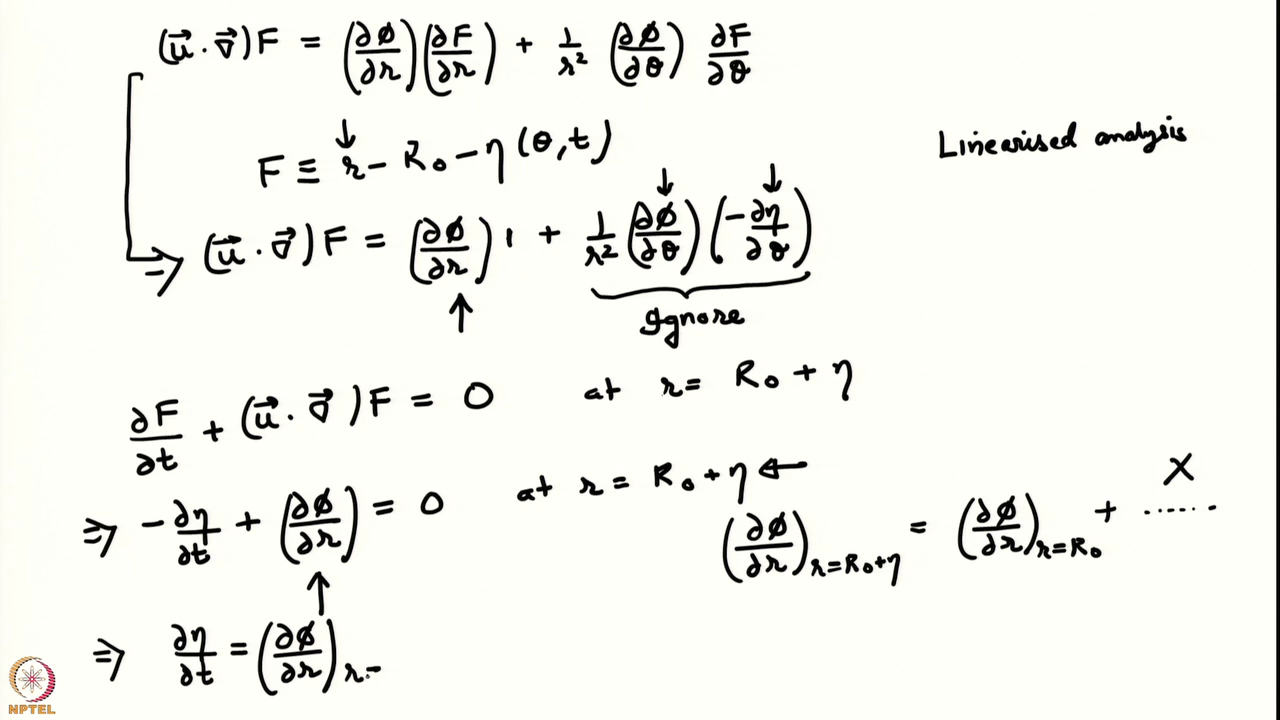 (u⃗ · ∇⃗)F = (∂φ/∂r)(∂F/∂r) + 1/r² (∂φ/∂θ) ∂F/∂θ
Linearised analysis
F ≡ r - R₀ - η(θ,t)
⇒ (u⃗ · ∇⃗)F = (∂φ/∂r) 1 + 1/r² (∂φ/∂θ)(-∂η/∂θ)
Ignore
∂F/∂t + (u⃗ · ∇⃗)F = 0 at r = R₀ + η
⇒ -∂η/∂t + (∂φ/∂r) = 0 at r = R₀ + η ←
(∂φ/∂r)r=R₀+η = (∂φ/∂r)r=R₀ + ...... X
⇒ ∂η/∂t = (∂φ/∂r)r=
NPTEL